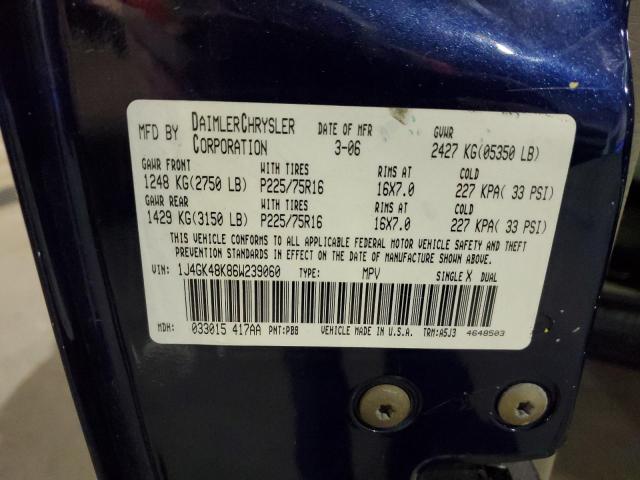 MFD BY DAIMLERCHRYSLER CORPORATION DATE OF MFR 3-06 GVWR 2427 KG(05350 LB)
GAWR FRONT WITH TIRES RIMS AT COLD
1248 KG(2750 LB) P225/75R16 16X7.0 227 KPA( 33 PSI)
GAWR REAR WITH TIRES RIMS AT COLD
1429 KG(3150 LB) P225/75R16 16X7.0 227 KPA( 33 PSI)
THIS VEHICLE CONFORMS TO ALL APPLICABLE FEDERAL MOTOR VEHICLE SAFETY AND THEFT
PREVENTION STANDARDS IN EFFECT ON THE DATE OF MANUFACTURE SHOWN ABOVE.
VIN: 1J4GK48K86W239060 TYPE: MPV SINGLE X DUAL
MDH: 033015 417AA PNT: PB8 VEHICLE MADE IN U.S.A. TRM: A5J3 4648503